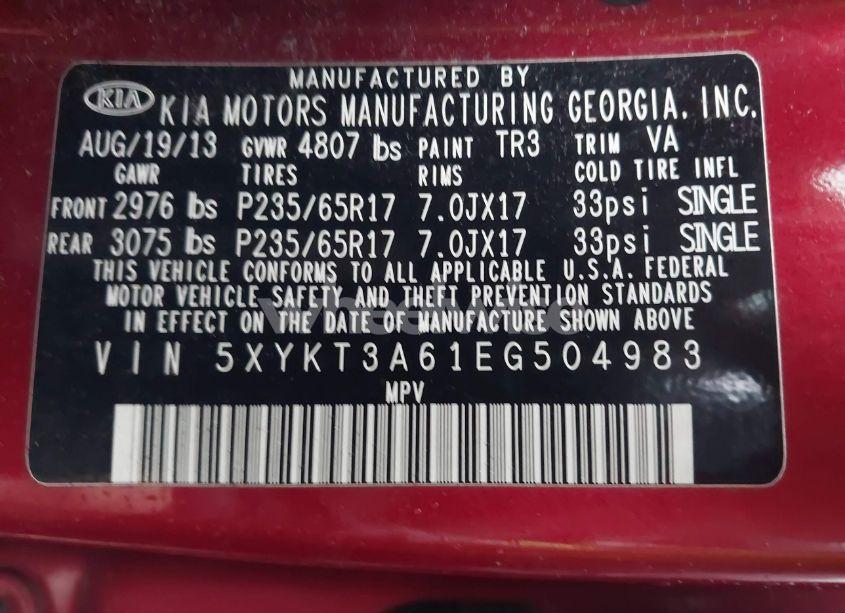 MANUFACTURED BY
KIA KIA MOTORS MANUFACTURING GEORGIA, INC.
AUG/19/13 GVWR 4807 lbs PAINT TR3 TRIM VA
GAWR TIRES RIMS COLD TIRE INFL
FRONT 2976 lbs P235/65R17 7.0JX17 33psi SINGLE
REAR 3075 lbs P235/65R17 7.0JX17 33psi SINGLE
THIS VEHICLE CONFORMS TO ALL APPLICABLE U.S.A. FEDERAL
MOTOR VEHICLE SAFETY AND THEFT PREVENTION STANDARDS
IN EFFECT ON THE DATE OF MANUFACTURE SHOWN ABOVE
VIN 5XYKT3A61EG504983
MPV